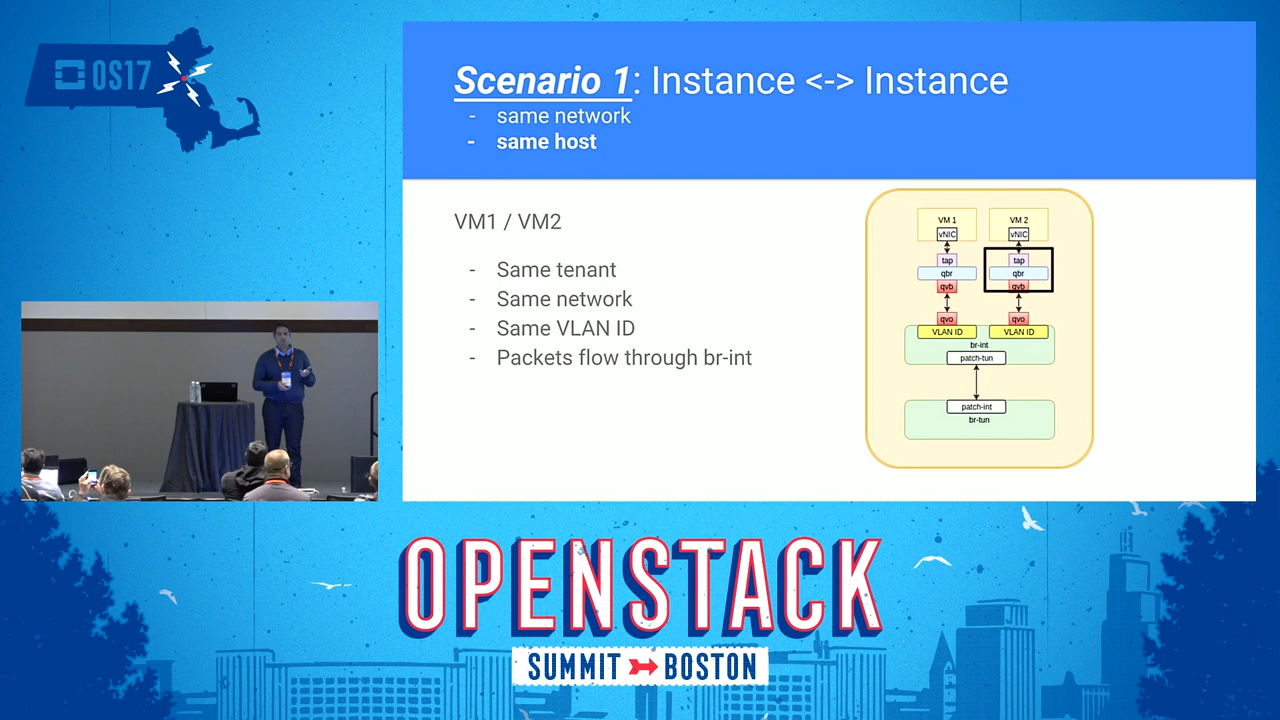 OS17
Scenario 1: Instance <-> Instance
- same network
- same host
VM1 / VM2
- Same tenant
- Same network
- Same VLAN ID
- Packets flow through br-int
VM 1
VM 2
vNIC
vNIC
tap
tap
qbr
qbr
qvb
qvb
qvo
qvo
VLAN ID
VLAN ID
br-int
patch-tun
patch-int
br-tun
OPENSTACK
SUMMIT BOSTON